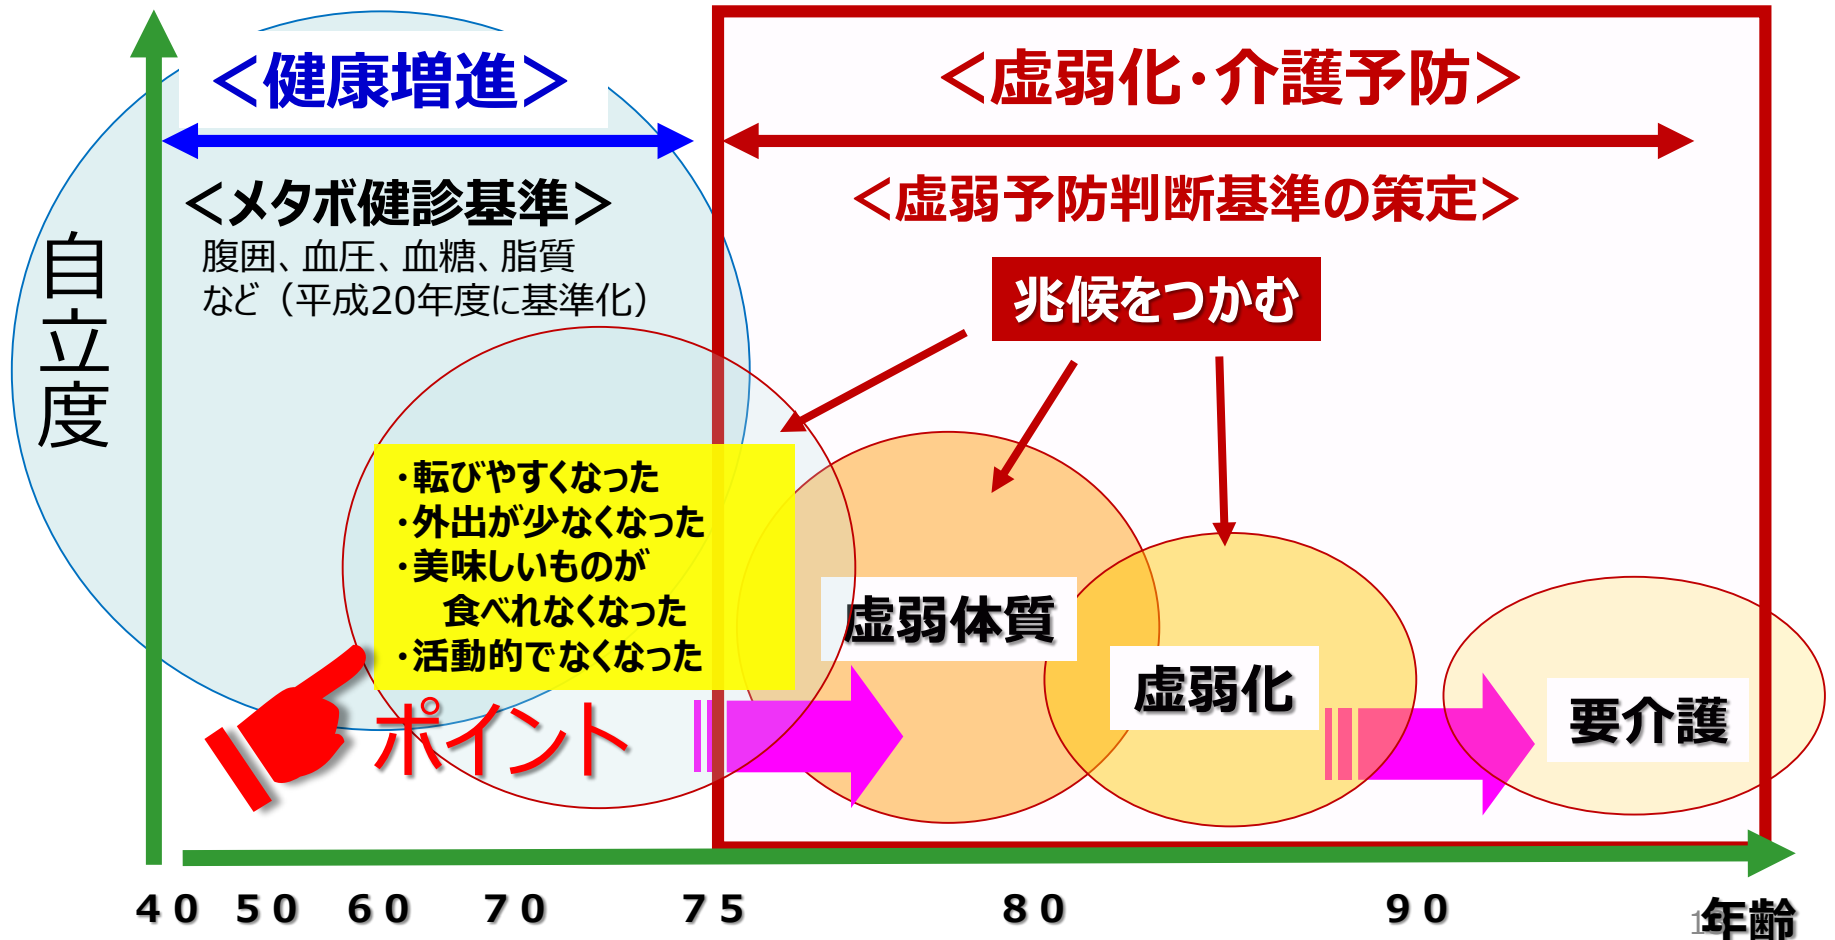 ＜健康増進＞
＜虚弱化・介護予防＞
＜メタボ健診基準＞
腹囲、血圧、血糖、脂質
など（平成20年度に基準化）
＜虚弱予防判断基準の策定＞
兆候をつかむ
自立度
・転びやすくなった
・外出が少なくなった
・美味しいものが
食べれなくなった
・活動的でなくなった
ポイント
虚弱体質
虚弱化
要介護
４０ ５０ ６０ ７０ ７５ ８０ ９０ 年齢